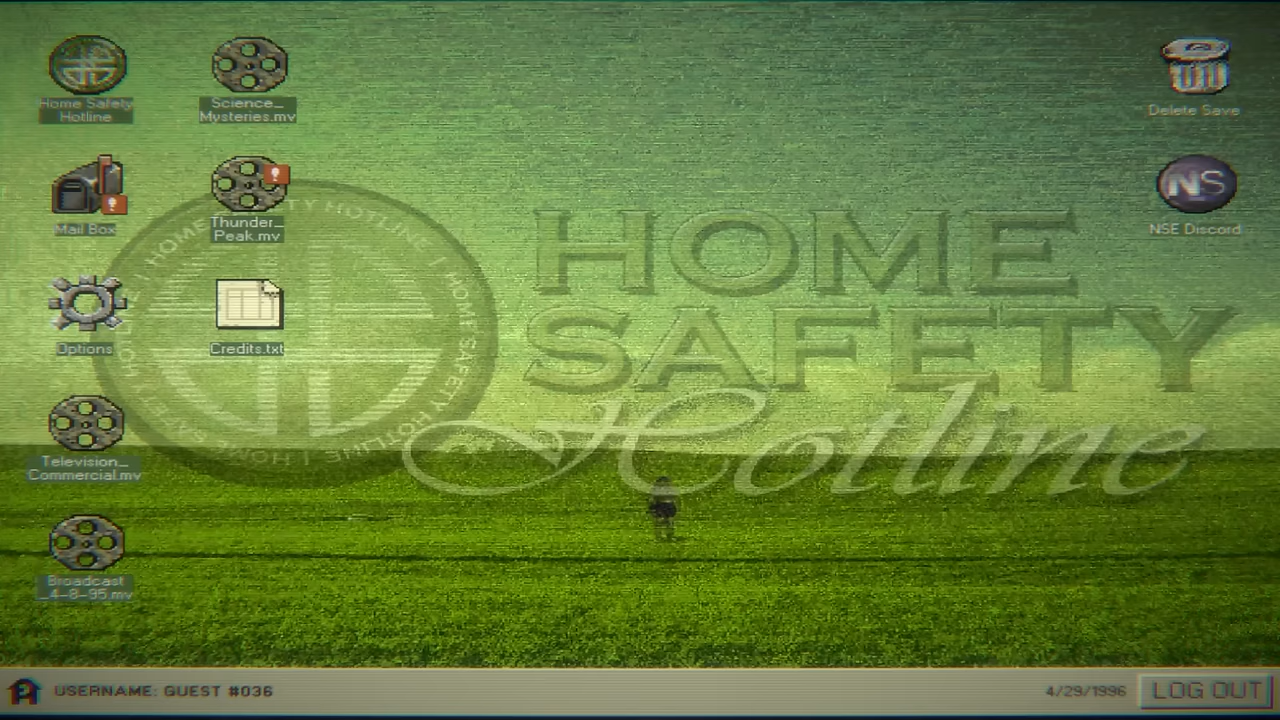 Home Safety
Hotline
Science_
Mysteries.mv
Delete Save
Mail Box
Thunder_
Peak.mv
NS
NSE Discord
HOME
SAFETY
Hotline
Options
Credits.txt
Television_
Commercial.mv
Broadcast
_4-8-95.mv
USERNAME: GUEST #036
4/29/1996
LOG OUT